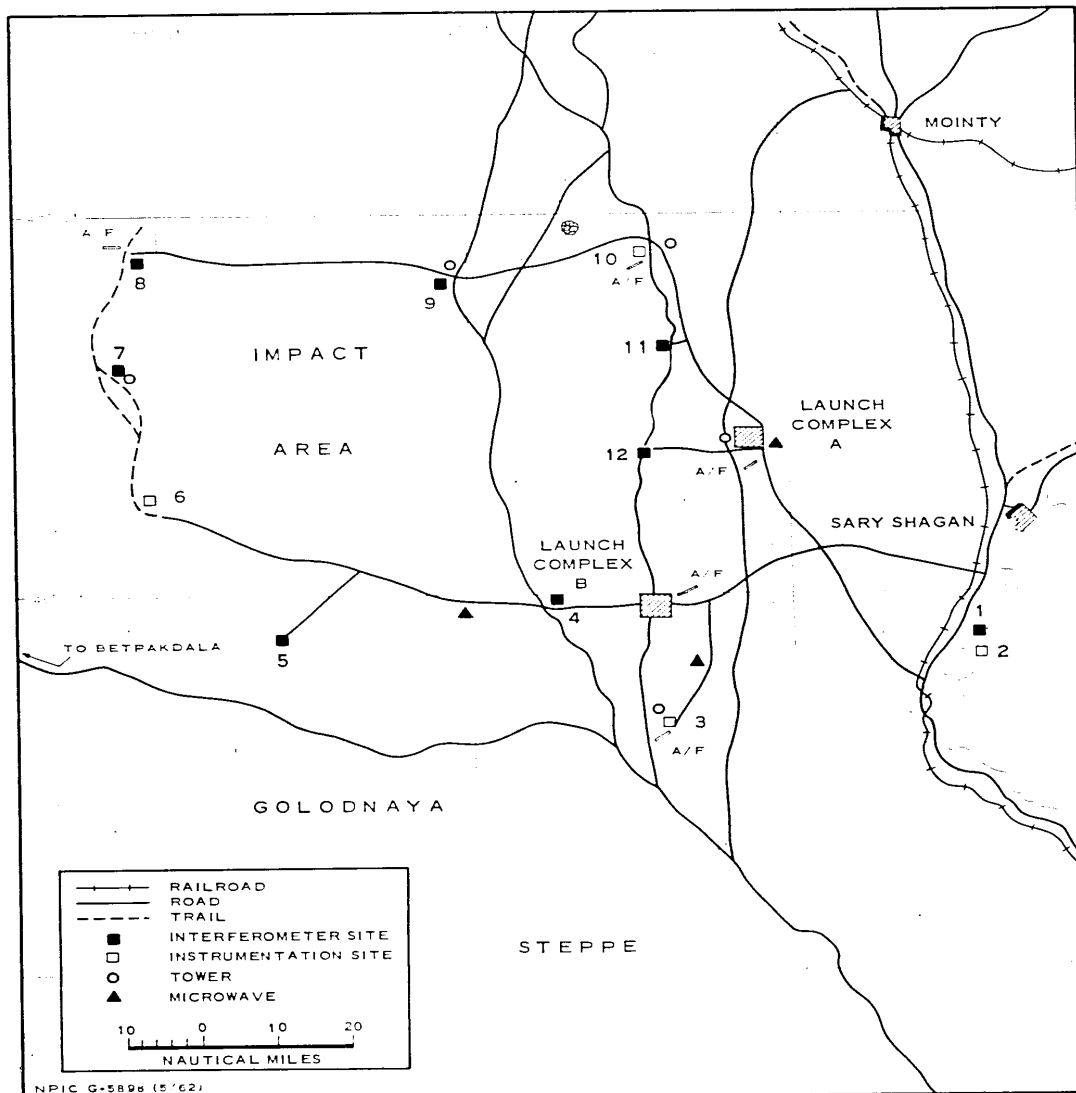 MOINTY
A F
8
9
10
A/F
7
IMPACT
11
LAUNCH
COMPLEX
A
AREA
12
A/F
6
SARY SHAGAN
LAUNCH
COMPLEX
B
A/F
4
1
2
5
TO BETPAKDALA
3
A/F
GOLODNAYA
STEPPE
RAILROAD
ROAD
TRAIL
INTERFEROMETER SITE
INSTRUMENTATION SITE
TOWER
MICROWAVE
10 0 10 20
NAUTICAL MILES
NPIC G-5898 (5/62)